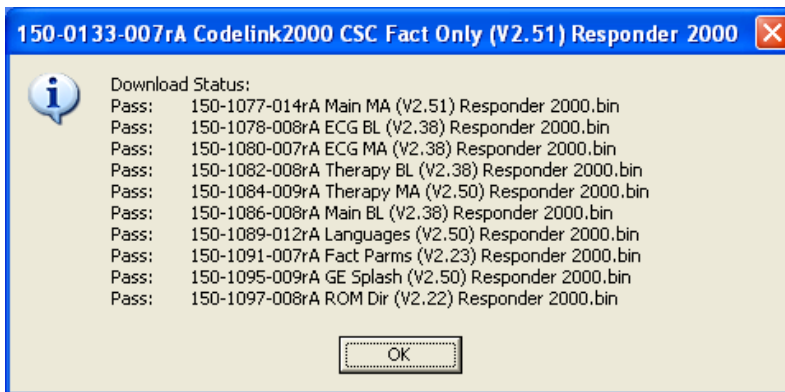 150-0133-007rA Codelink2000 CSC Fact Only (V2.51) Responder 2000
Download Status:
Pass: 150-1077-014rA Main MA (V2.51) Responder 2000.bin
Pass: 150-1078-008rA ECG BL (V2.38) Responder 2000.bin
Pass: 150-1080-007rA ECG MA (V2.38) Responder 2000.bin
Pass: 150-1082-008rA Therapy BL (V2.38) Responder 2000.bin
Pass: 150-1084-009rA Therapy MA (V2.50) Responder 2000.bin
Pass: 150-1086-008rA Main BL (V2.38) Responder 2000.bin
Pass: 150-1089-012rA Languages (V2.50) Responder 2000.bin
Pass: 150-1091-007rA Fact Parms (V2.23) Responder 2000.bin
Pass: 150-1095-009rA GE Splash (V2.50) Responder 2000.bin
Pass: 150-1097-008rA ROM Dir (V2.22) Responder 2000.bin
OK